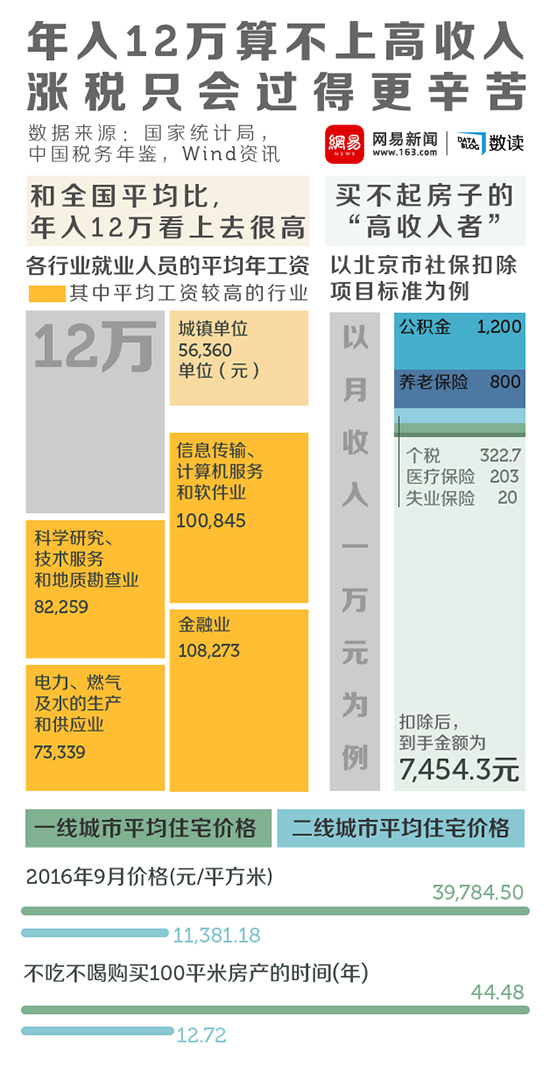 年入12万算不上高收入
涨税只会过得更辛苦
数据来源：国家统计局，
中国税务年鉴，Wind资讯
網易
NEWS
网易新闻
www.163.com
DATA
BLOG
数读
和全国平均比，
年入12万看上去很高
各行业就业人员的平均年工资
其中平均工资较高的行业
12万
城镇单位
56,360
单位（元）
信息传输、
计算机服务
和软件业
100,845
科学研究、
技术服务
和地质勘查业
82,259
金融业
108,273
电力、燃气
及水的生产
和供应业
73,339
买不起房子的
“高收入者”
以北京市社保扣除
项目标准为例
以月收入一万元为例
公积金 1,200
养老保险 800
个税 322.7
医疗保险 203
失业保险 20
扣除后，
到手金额为
7,454.3元
一线城市平均住宅价格
二线城市平均住宅价格
2016年9月价格(元/平方米)
39,784.50
11,381.18
不吃不喝购买100平米房产的时间(年)
44.48
12.72